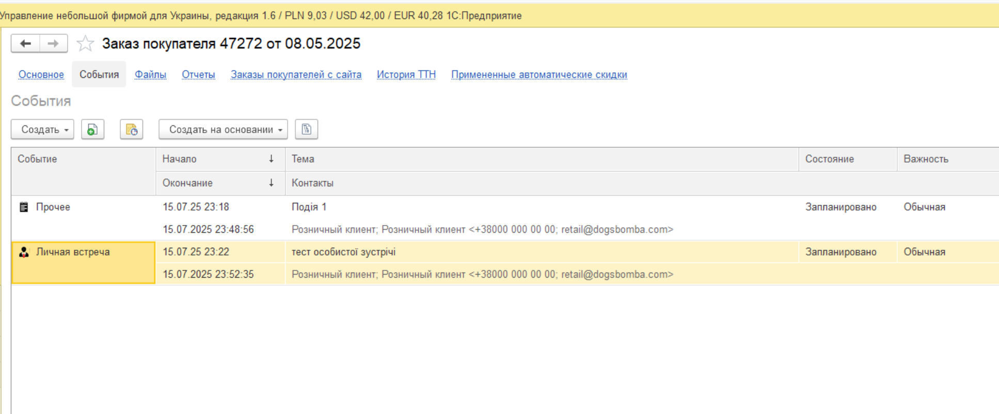 Управление небольшой фирмой для Украины, редакция 1.6 / PLN 9,03 / USD 42,00 / EUR 40,28 1С:Предприятие
Заказ покупателя 47272 от 08.05.2025
Основное События Файлы Отчеты Заказы покупателей с сайта История ТТН Примененные автоматические скидки
События
Создать Создать на основании
Событие Начало Тема Состояние Важность
Окончание Контакты
Прочее 15.07.25 23:18 Подія 1 Запланировано Обычная
15.07.2025 23:48:56 Розничный клиент; Розничный клиент <+38000 000 00 00; retail@dogsbomba.com>
Личная встреча 15.07.25 23:22 тест особистої зустрічі Запланировано Обычная
15.07.2025 23:52:35 Розничный клиент; Розничный клиент <+38000 000 00 00; retail@dogsbomba.com>